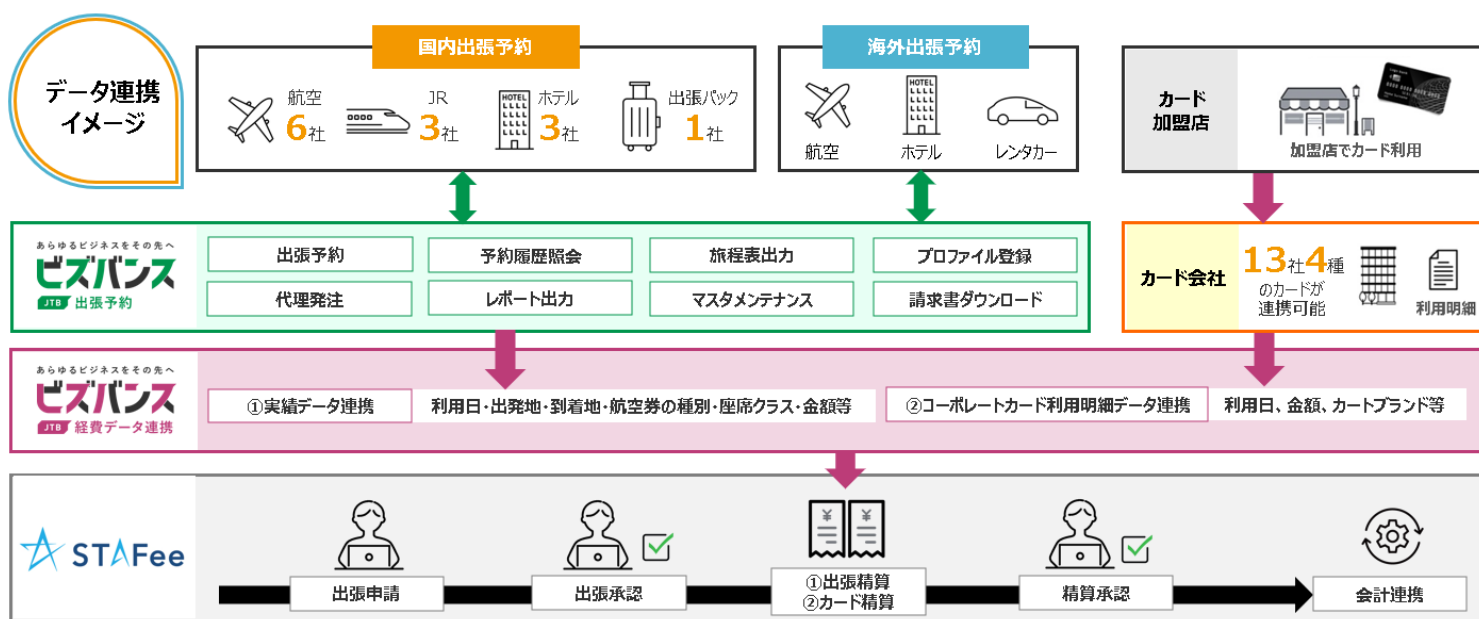 データ連携
イメージ
国内出張予約
航空
6社
JR
3社
ホテル
3社
出張パック
1社
HOTEL
海外出張予約
HOTEL
航空
ホテル
レンタカー
カード
加盟店
加盟店でカード利用
あらゆるビジネスをその先へ
ビズバンス
JTB 出張予約
出張予約
予約履歴照会
旅程表出力
プロファイル登録
代理発注
レポート出力
マスタメンテナンス
請求書ダウンロード
カード会社
13社4種
のカードが
連携可能
利用明細
あらゆるビジネスをその先へ
ビズバンス
JTB 経費データ連携
①実績データ連携
利用日・出発地・到着地・航空券の種別・座席クラス・金額等
②コーポレートカード利用明細データ連携
利用日、金額、カートブランド等
STAFee
出張申請
出張承認
¥ ¥
①出張精算
②カード精算
精算承認
会計連携